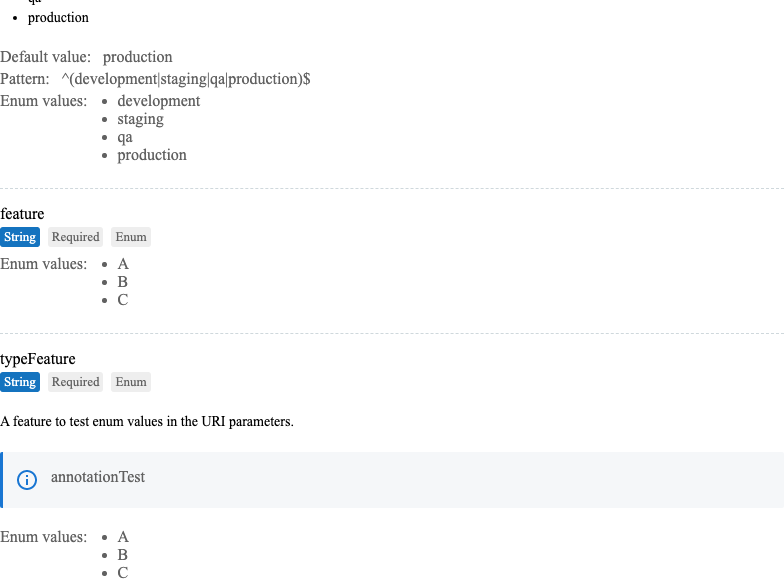 qa
production
Default value: production
Pattern: ^(development|staging|qa|production)$
Enum values: development
staging
qa
production
feature
String Required Enum
Enum values: A
B
C
typeFeature
String Required Enum
A feature to test enum values in the URI parameters.
annotationTest
Enum values: A
B
C